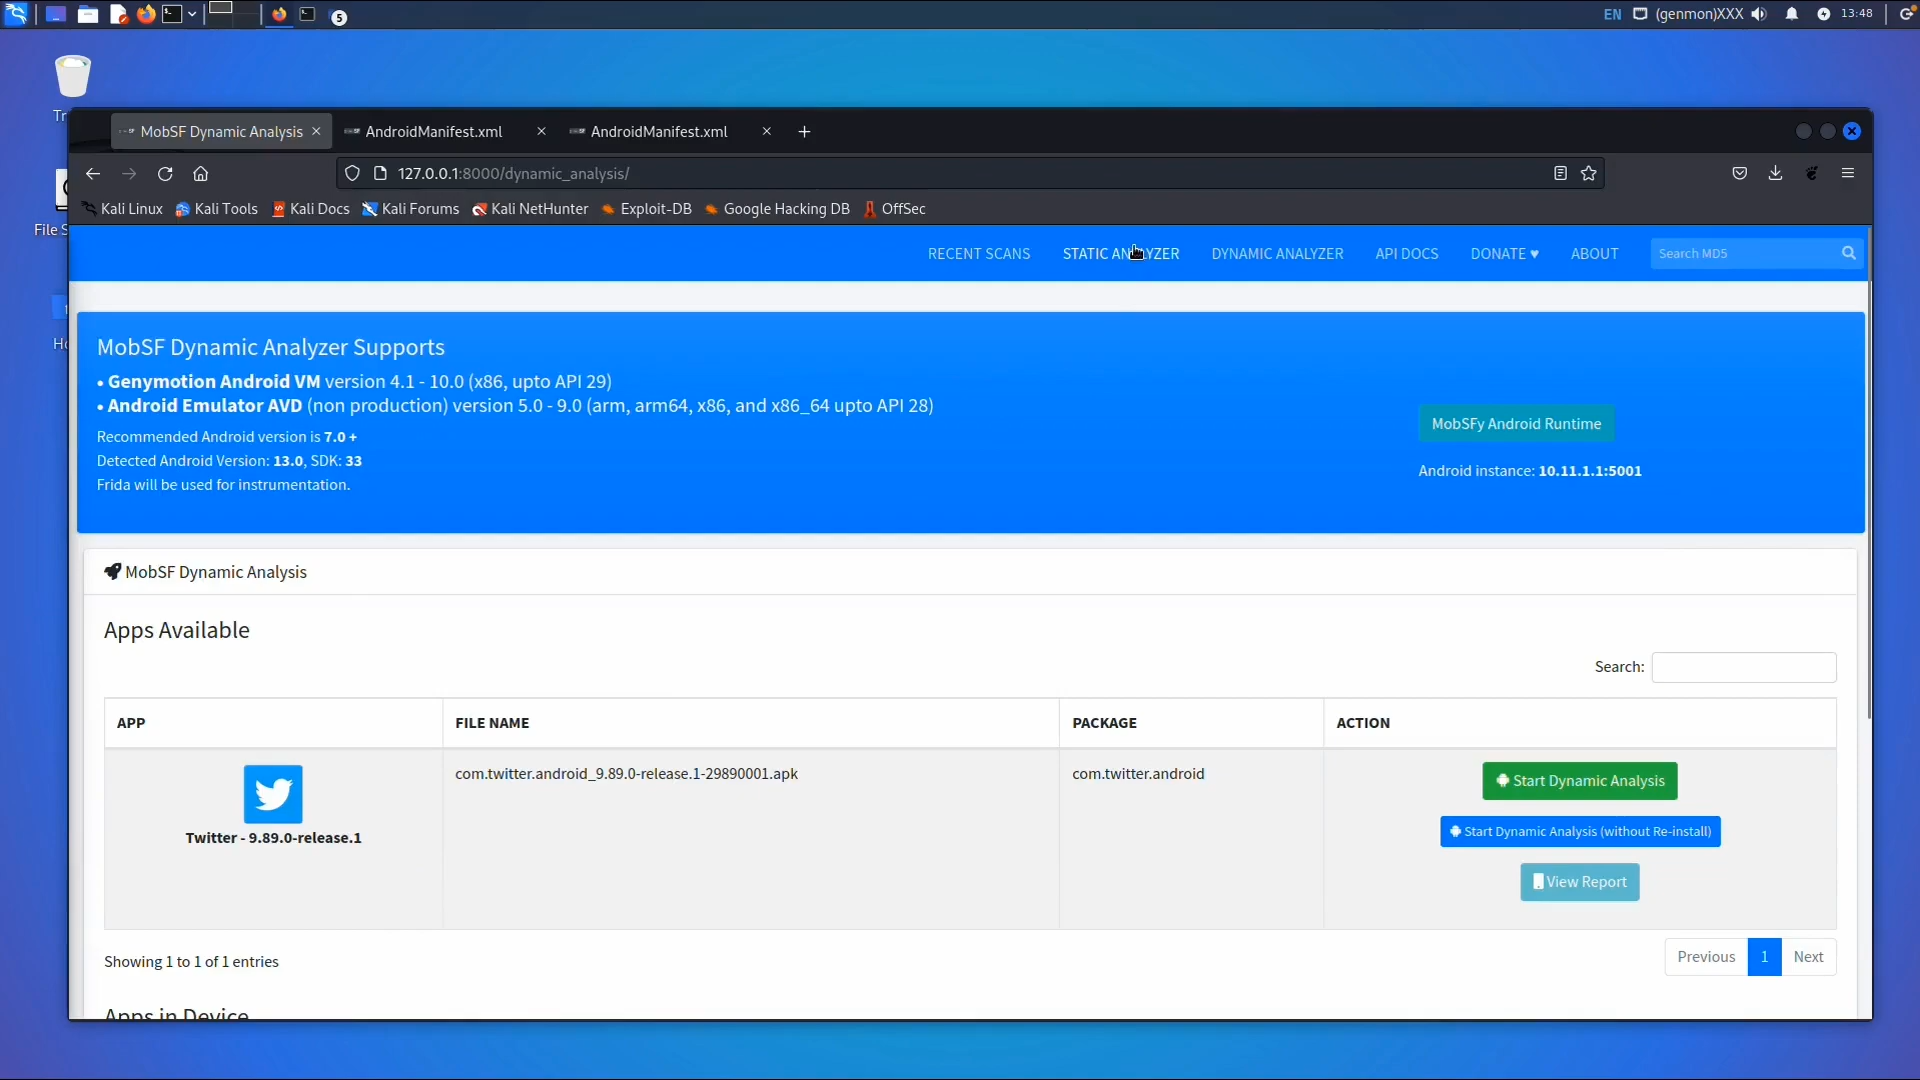 EN (genmon)XXX 13:48
5
Tr
MobSF Dynamic Analysis AndroidManifest.xml AndroidManifest.xml
127.0.0.1:8000/dynamic_analysis/
Kali Linux Kali Tools Kali Docs Kali Forums Kali NetHunter Exploit-DB Google Hacking DB OffSec
File S
RECENT SCANS STATIC ANALYZER DYNAMIC ANALYZER API DOCS DONATE ♥ ABOUT Search MD5
MobSF Dynamic Analyzer Supports
• Genymotion Android VM version 4.1 - 10.0 (x86, upto API 29)
• Android Emulator AVD (non production) version 5.0 - 9.0 (arm, arm64, x86, and x86_64 upto API 28)
Recommended Android version is 7.0 +
Detected Android Version: 13.0, SDK: 33
Frida will be used for instrumentation.
MobSFy Android Runtime
Android instance: 10.11.1.1:5001
MobSF Dynamic Analysis
Apps Available
Search:
APP FILE NAME PACKAGE ACTION
Twitter - 9.89.0-release.1
com.twitter.android_9.89.0-release.1-29890001.apk
com.twitter.android
Start Dynamic Analysis
Start Dynamic Analysis (without Re-install)
View Report
Showing 1 to 1 of 1 entries
Previous 1 Next
Apps in Device